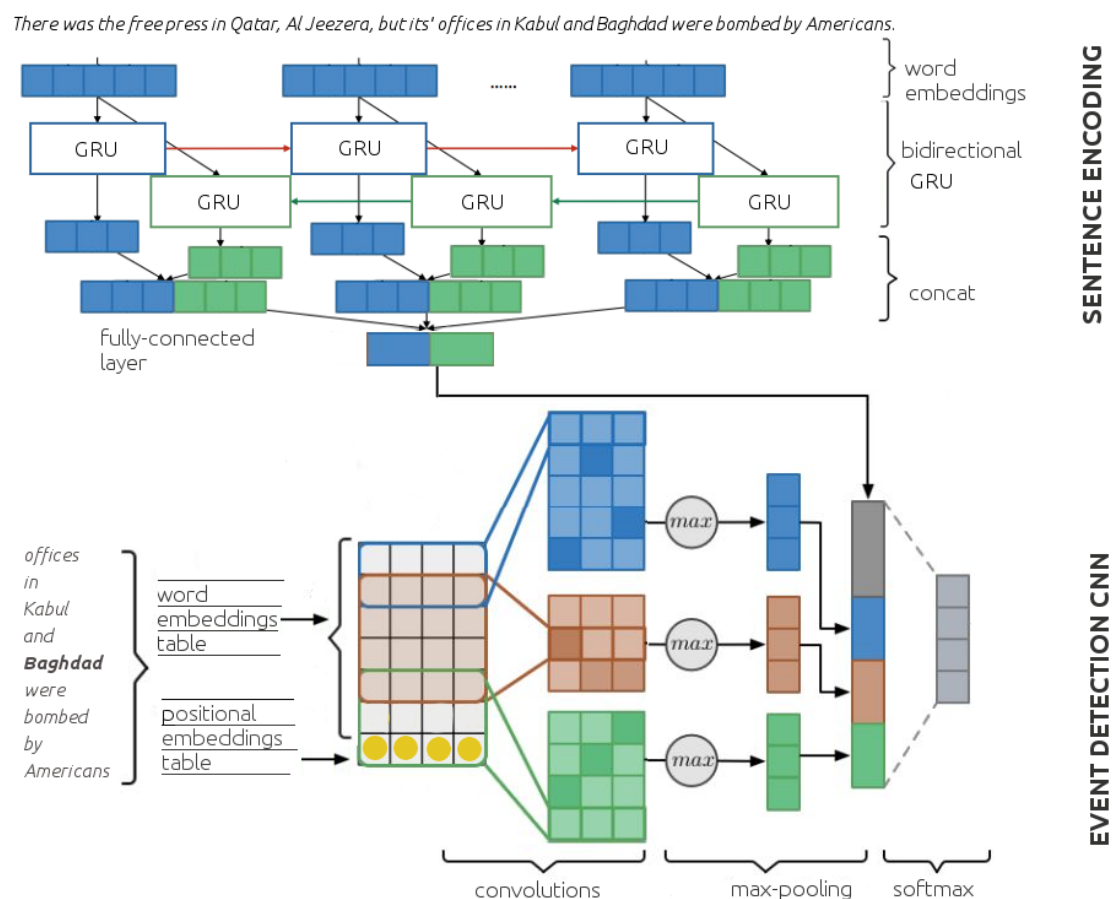 There was the free press in Qatar, Al Jeezera, but its' offices in Kabul and Baghdad were bombed by Americans.
word
embeddings
......
GRU
GRU
GRU
bidirectional
GRU
GRU
GRU
GRU
concat
fully-connected
layer
SENTENCE ENCODING
offices
in
Kabul
and
Baghdad
were
bombed
by
Americans
word
embeddings
table
positional
embeddings
table
max
max
max
convolutions
max-pooling
softmax
EVENT DETECTION CNN